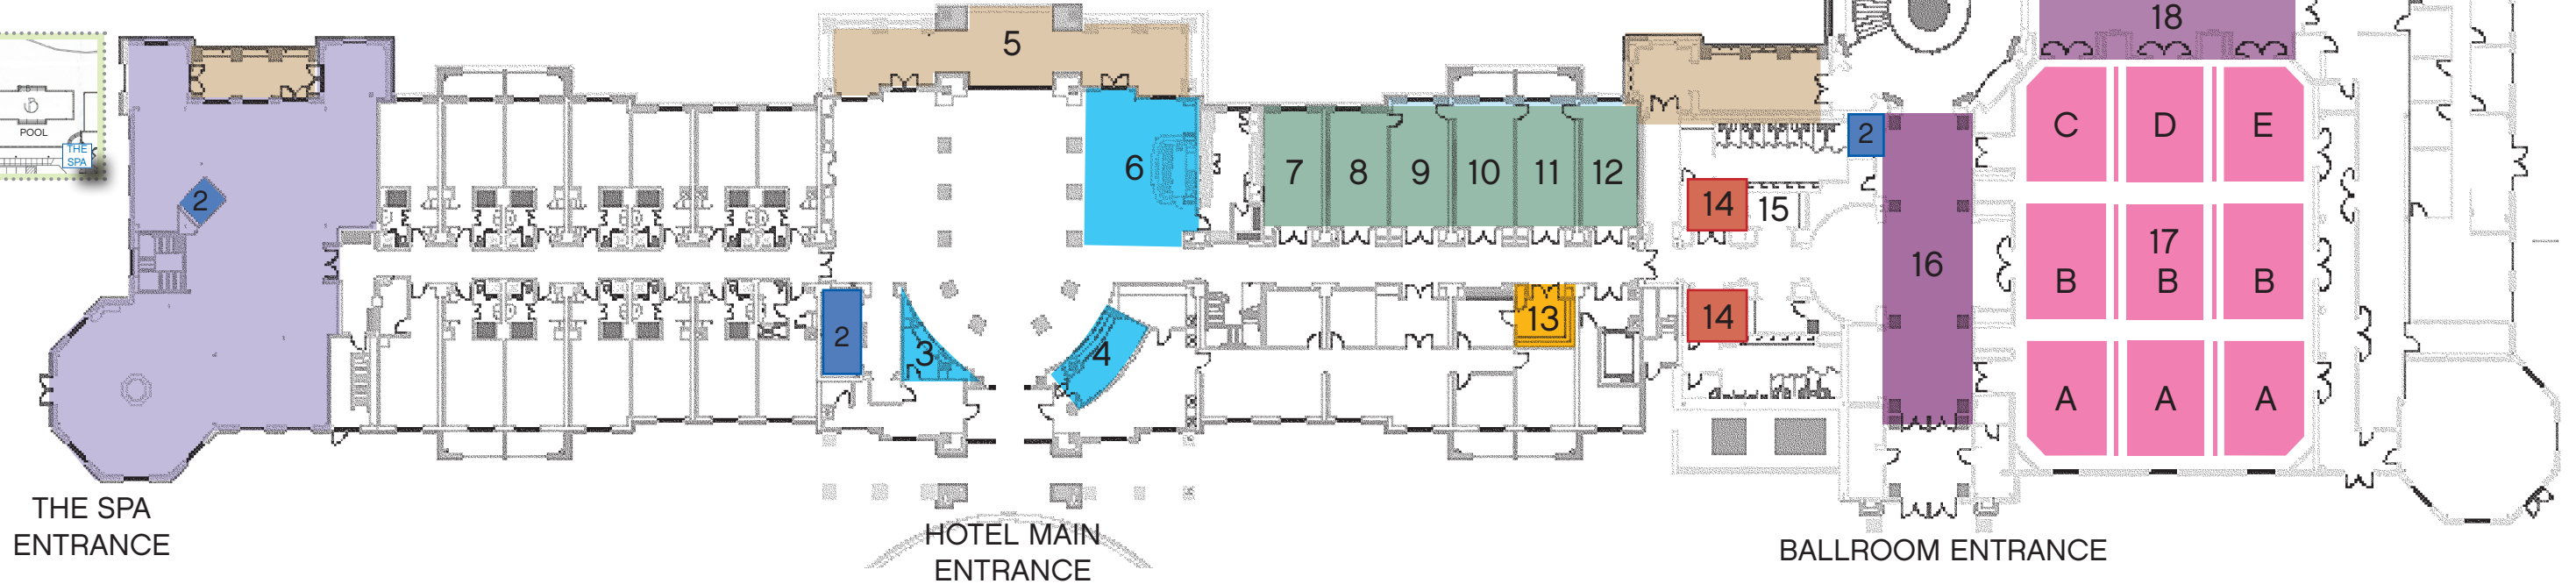 POOL
THE
SPA
2
THE SPA
ENTRANCE
2
3
4
5
6
HOTEL MAIN
ENTRANCE
7 8 9 10 11 12
13
14 15
14
2
16
BALLROOM ENTRANCE
18
C D E
17
B B B
A A A